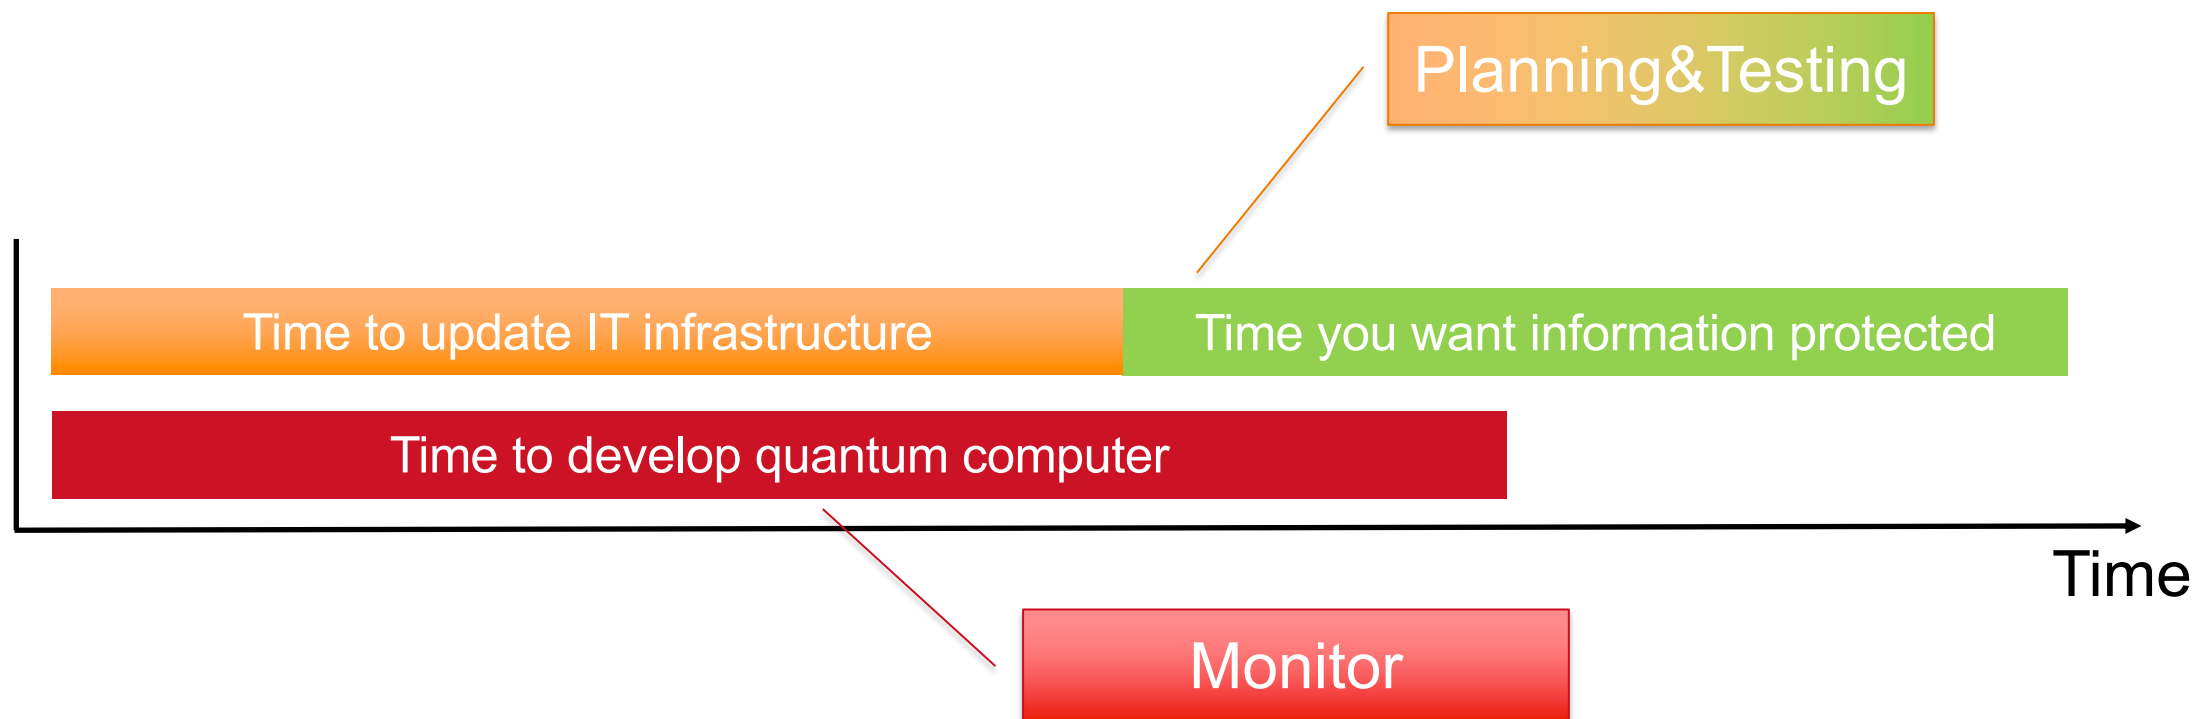 Planning&Testing
Time to update IT infrastructure
Time you want information protected
Time to develop quantum computer
Time
Monitor